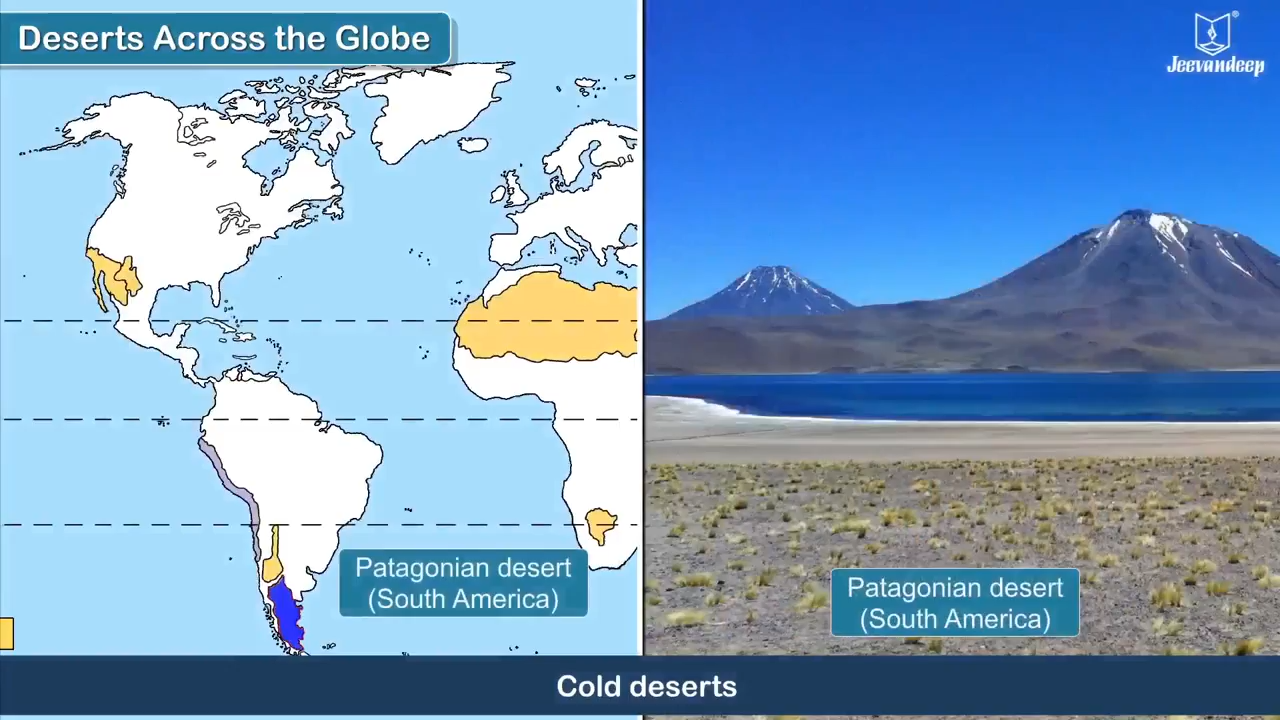 Deserts Across the Globe
Jeevandeep
Patagonian desert
(South America)
Patagonian desert
(South America)
Cold deserts